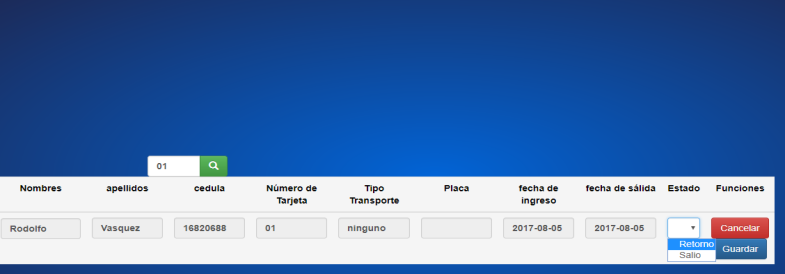 01
Nombres apellidos cedula Número de Tarjeta Tipo Transporte Placa fecha de ingreso fecha de sálida Estado Funciones
Rodolfo Vasquez 16820688 01 ninguno 2017-08-05 2017-08-05 Cancelar
Retorno
Salio
Guardar